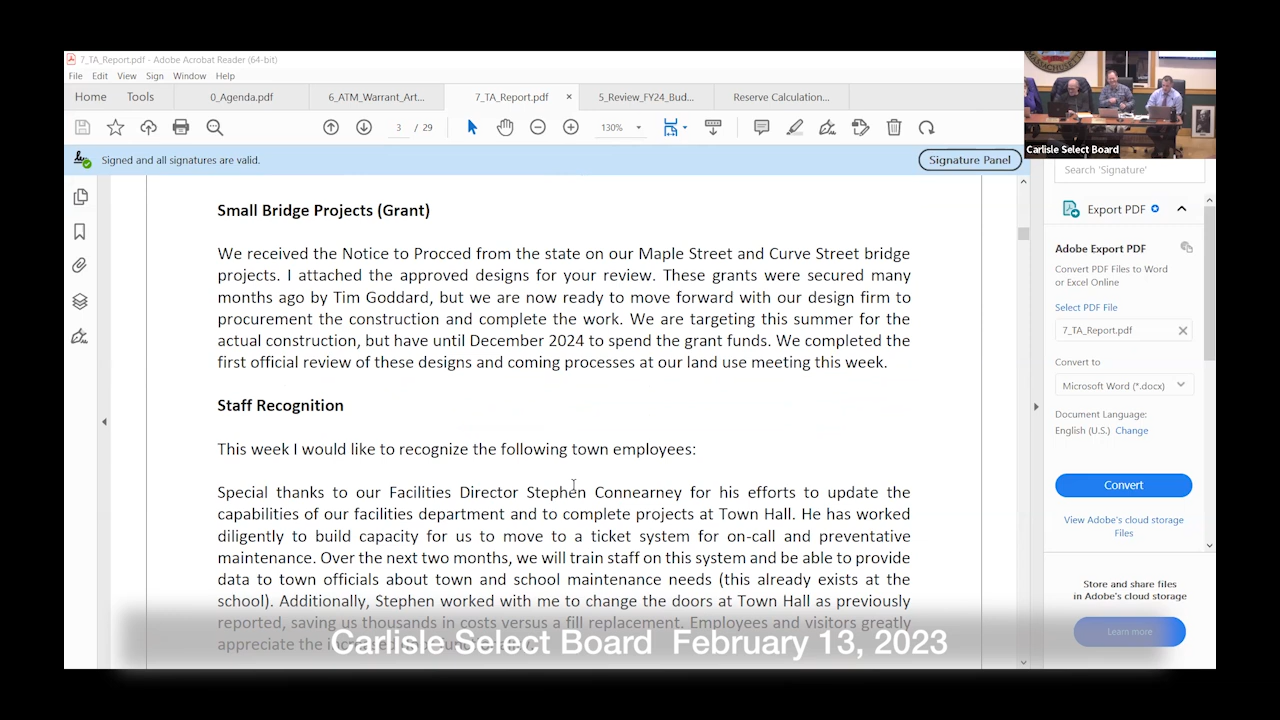 7_TA_Report.pdf - Adobe Acrobat Reader (64-bit)
File Edit View Sign Window Help
Home Tools 0_Agenda.pdf 6_ATM_Warrant_Art... 7_TA_Report.pdf × 5_Review_FY24_Bud... Reserve Calculation...
3 / 29 130%
Signed and all signatures are valid. Signature Panel
Small Bridge Projects (Grant)
We received the Notice to Procced from the state on our Maple Street and Curve Street bridge
projects. I attached the approved designs for your review. These grants were secured many
months ago by Tim Goddard, but we are now ready to move forward with our design firm to
procurement the construction and complete the work. We are targeting this summer for the
actual construction, but have until December 2024 to spend the grant funds. We completed the
first official review of these designs and coming processes at our land use meeting this week.
Staff Recognition
This week I would like to recognize the following town employees:
Special thanks to our Facilities Director Stephen Connearney for his efforts to update the
capabilities of our facilities department and to complete projects at Town Hall. He has worked
diligently to build capacity for us to move to a ticket system for on-call and preventative
maintenance. Over the next two months, we will train staff on this system and be able to provide
data to town officials about town and school maintenance needs (this already exists at the
school). Additionally, Stephen worked with me to change the doors at Town Hall as previously
reported, saving us thousands in costs versus a fill replacement. Employees and visitors greatly
appreciate the
Carlisle Select Board February 13, 2023
MASSACHUSETTS
Carlisle Select Board
Search 'Signature'
Export PDF
Adobe Export PDF
Convert PDF Files to Word
or Excel Online
Select PDF File
7_TA_Report.pdf
Convert to
Microsoft Word (*.docx)
Document Language:
English (U.S.) Change
Convert
View Adobe's cloud storage
Files
Store and share files
in Adobe's cloud storage
Learn more